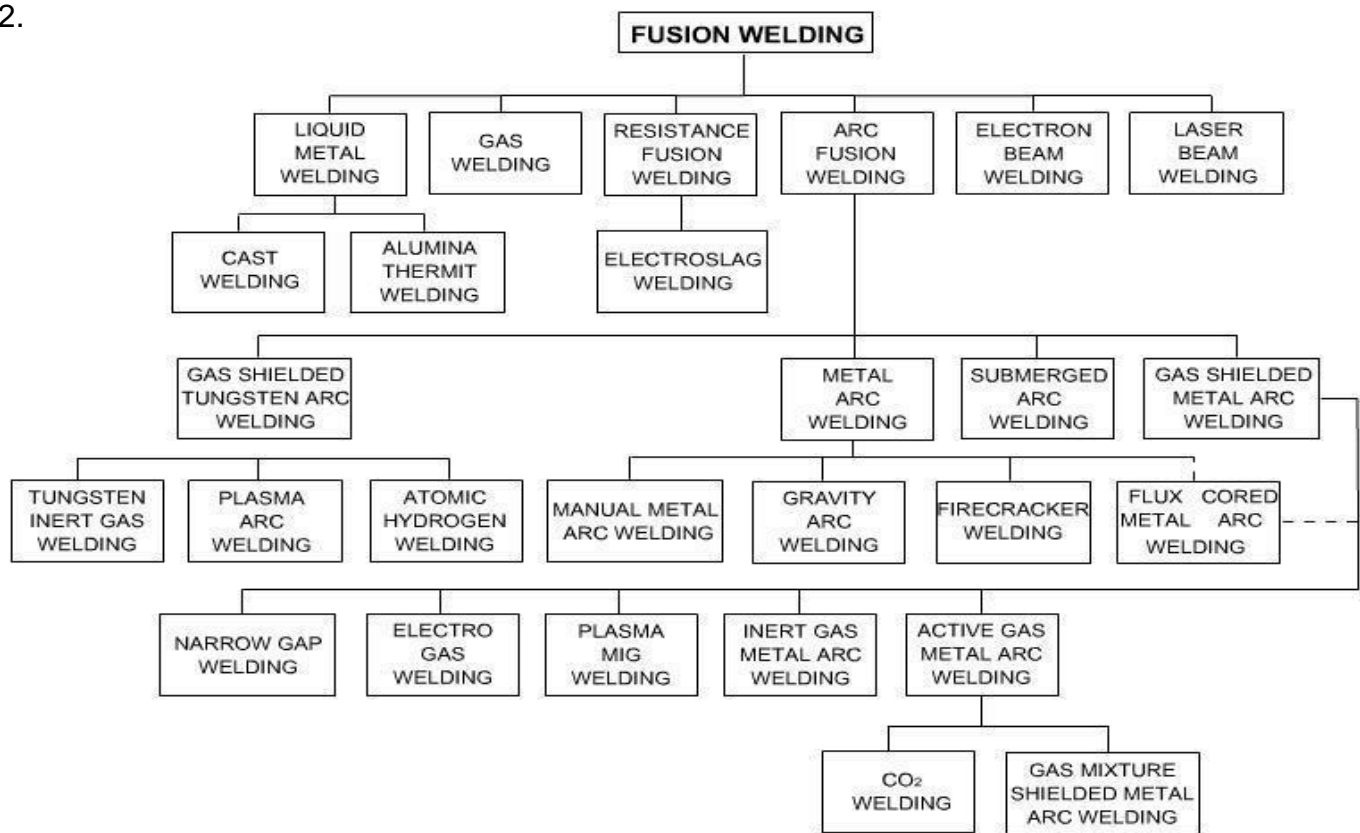 2.
FUSION WELDING
LIQUID
METAL
WELDING
GAS
WELDING
RESISTANCE
FUSION
WELDING
ARC
FUSION
WELDING
ELECTRON
BEAM
WELDING
LASER
BEAM
WELDING
CAST
WELDING
ALUMINA
THERMIT
WELDING
ELECTROSLAG
WELDING
GAS SHIELDED
TUNGSTEN ARC
WELDING
METAL
ARC
WELDING
SUBMERGED
ARC
WELDING
GAS SHIELDED
METAL ARC
WELDING
TUNGSTEN
INERT GAS
WELDING
PLASMA
ARC
WELDING
ATOMIC
HYDROGEN
WELDING
MANUAL METAL
ARC WELDING
GRAVITY
ARC
WELDING
FIRECRACKER
WELDING
FLUX CORED
METAL ARC
WELDING
NARROW GAP
WELDING
ELECTRO
GAS
WELDING
PLASMA
MIG
WELDING
INERT GAS
METAL ARC
WELDING
ACTIVE GAS
METAL ARC
WELDING
CO₂
WELDING
GAS MIXTURE
SHIELDED METAL
ARC WELDING